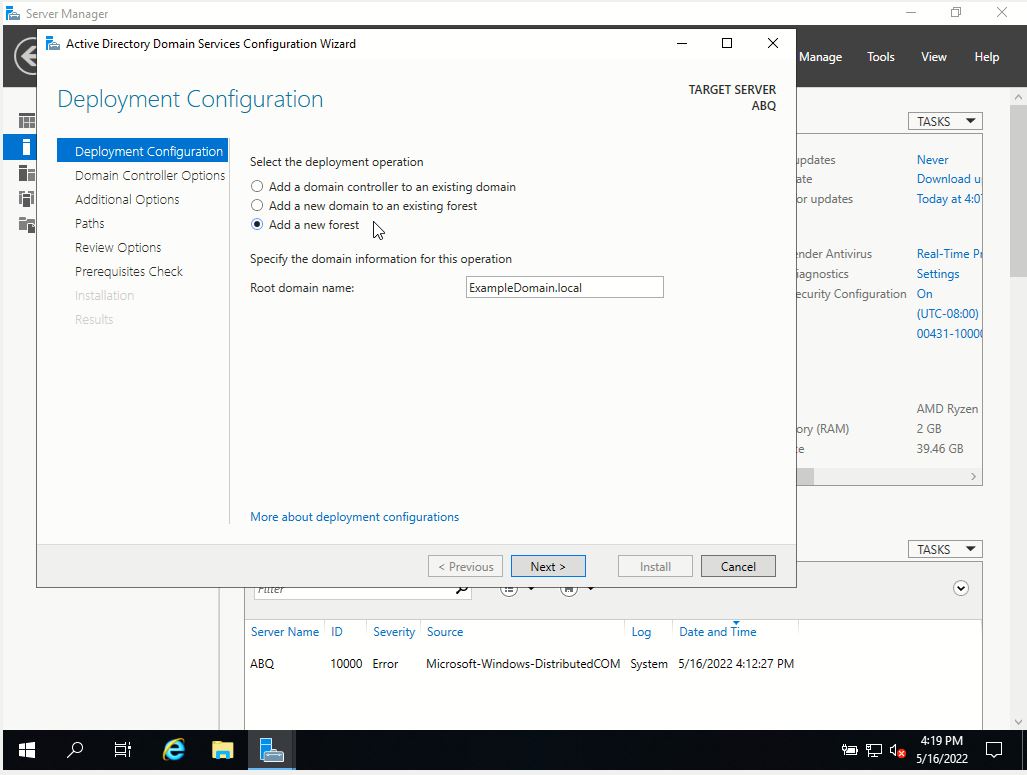 Server Manager
Active Directory Domain Services Configuration Wizard
Manage Tools View Help
Deployment Configuration
TARGET SERVER
ABQ
TASKS
Deployment Configuration
Domain Controller Options
Additional Options
Paths
Review Options
Prerequisites Check
Installation
Results
Select the deployment operation
Add a domain controller to an existing domain
Add a new domain to an existing forest
Add a new forest
Specify the domain information for this operation
Root domain name: ExampleDomain.local
More about deployment configurations
< Previous Next > Install Cancel
updates Never
ate Download u
or updates Today at 4:07
ender Antivirus Real-Time Pr
iagnostics Settings
ecurity Configuration On
(UTC-08:00)
00431-10000
AMD Ryzen
ory (RAM) 2 GB
ce 39.46 GB
TASKS
Filter
Server Name ID Severity Source Log Date and Time
ABQ 10000 Error Microsoft-Windows-DistributedCOM System 5/16/2022 4:12:27 PM
4:19 PM
5/16/2022